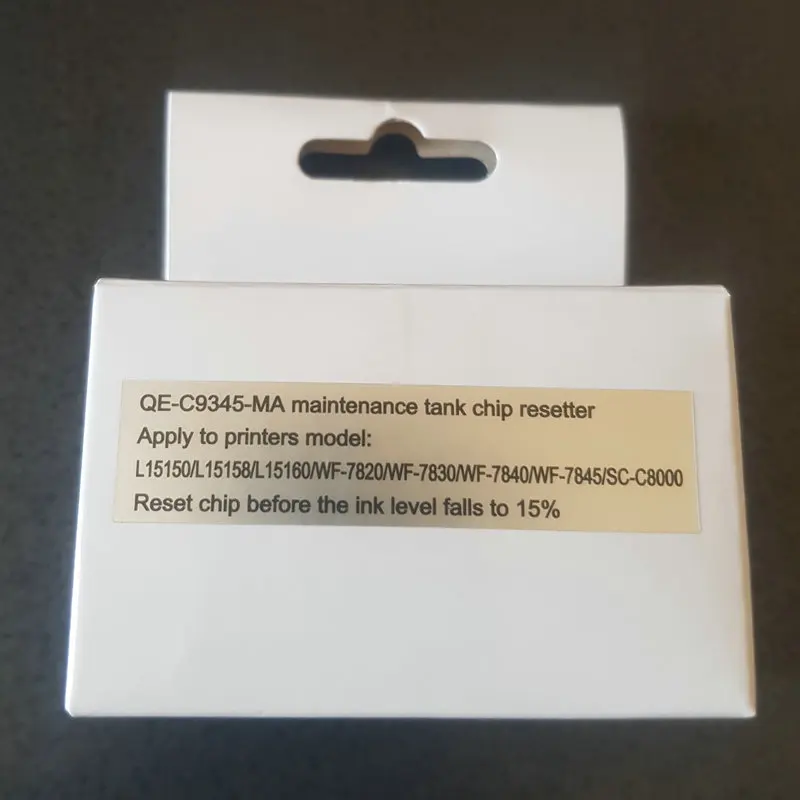 QE-C9345-MA maintenance tank chip resetter
Apply to printers model:
L15150/L15158/L15160/WF-7820/WF-7830/WF-7840/WF-7845/SC-C8000
Reset chip before the ink level falls to 15%